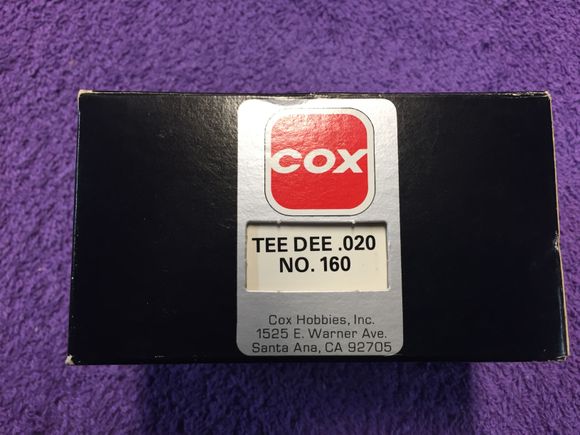 COX
TEE DEE .020
NO. 160
Cox Hobbies, Inc.
1525 E. Warner Ave.
Santa Ana, CA 92705